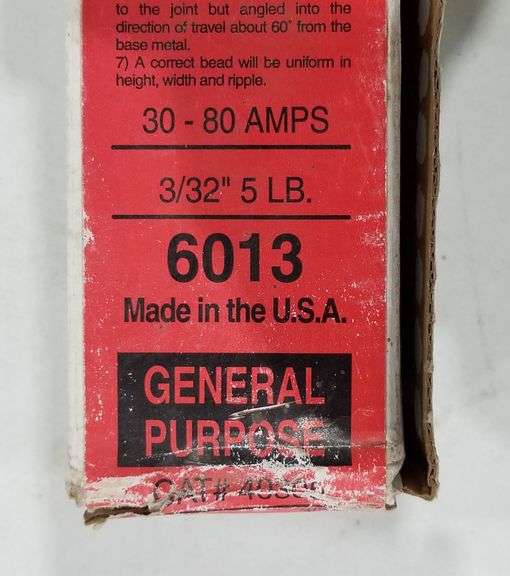 to the joint but angled into the
direction of travel about 60° from the
base metal.
7) A correct bead will be uniform in
height, width and ripple.
30 - 80 AMPS
3/32" 5 LB.
6013
Made in the U.S.A.
GENERAL
PURPOSE
CAT#